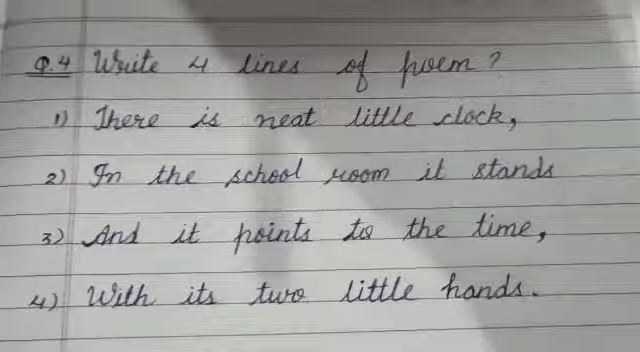 Q.4 Write 4 lines of poem?
1) There is neat little clock,
2) In the school room it stands
3) And it points to the time,
4) With its two little hands.